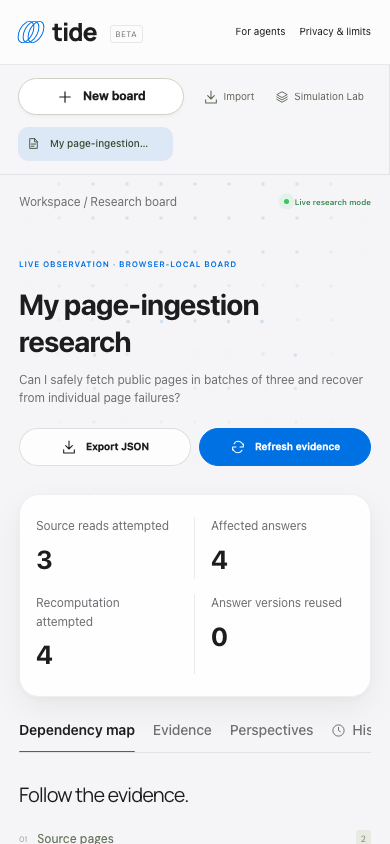 tide
BETA
For agents
Privacy & limits
New board
Import
Simulation Lab
My page-ingestion...
Workspace / Research board
Live research mode
LIVE OBSERVATION · BROWSER-LOCAL BOARD
My page-ingestion
research
Can I safely fetch public pages in batches of three and recover
from individual page failures?
Export JSON
Refresh evidence
Source reads attempted
3
Affected answers
4
Recomputation
attempted
4
Answer versions reused
0
Dependency map
Evidence
Perspectives
His
Follow the evidence.
01
Source pages
2